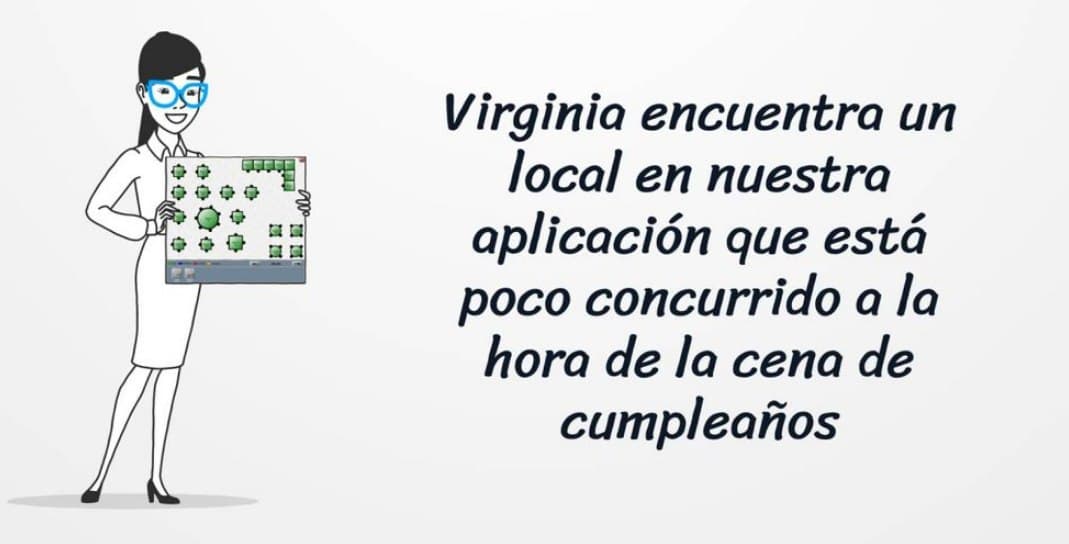 Virginia encuentra un
local en nuestra
aplicación que está
poco concurrido a la
hora de la cena de
cumpleaños